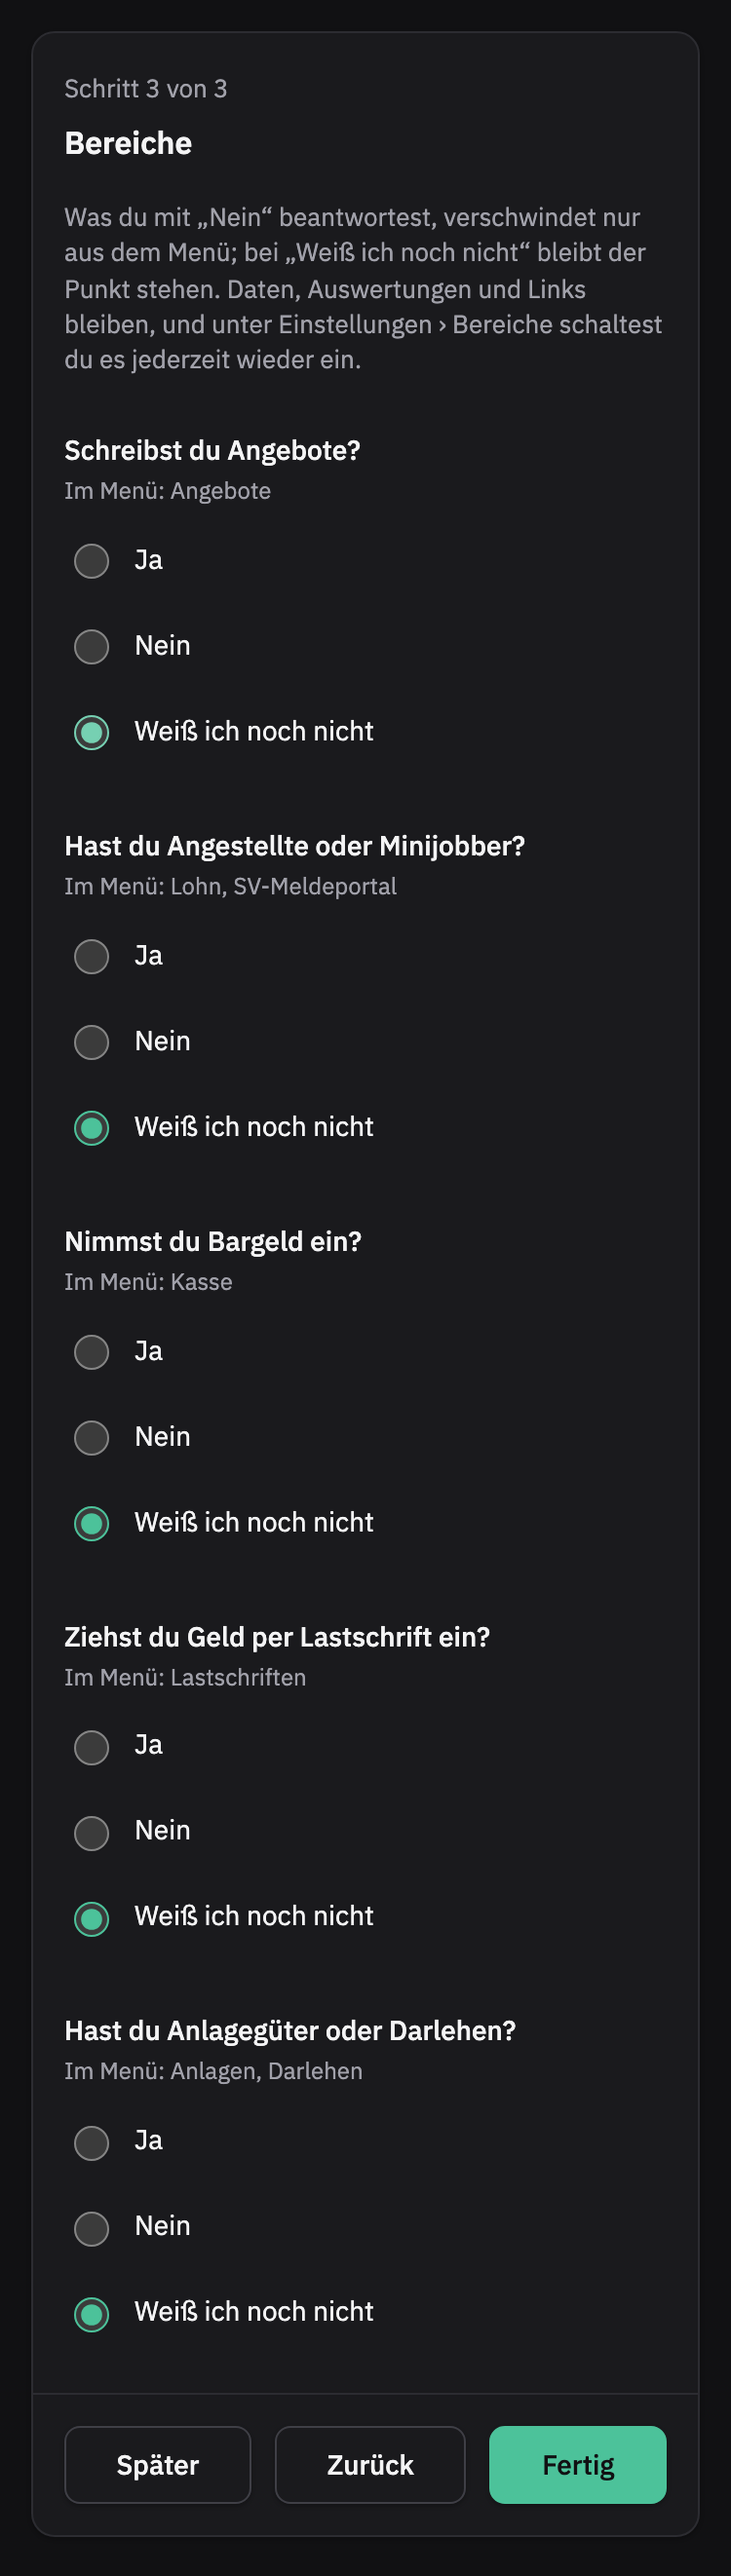 Schritt 3 von 3
Bereiche
Was du mit „Nein“ beantwortest, verschwindet nur
aus dem Menü; bei „Weiß ich noch nicht“ bleibt der
Punkt stehen. Daten, Auswertungen und Links
bleiben, und unter Einstellungen › Bereiche schaltest
du es jederzeit wieder ein.
Schreibst du Angebote?
Im Menü: Angebote
Ja
Nein
Weiß ich noch nicht
Hast du Angestellte oder Minijobber?
Im Menü: Lohn, SV-Meldeportal
Ja
Nein
Weiß ich noch nicht
Nimmst du Bargeld ein?
Im Menü: Kasse
Ja
Nein
Weiß ich noch nicht
Ziehst du Geld per Lastschrift ein?
Im Menü: Lastschriften
Ja
Nein
Weiß ich noch nicht
Hast du Anlagegüter oder Darlehen?
Im Menü: Anlagen, Darlehen
Ja
Nein
Weiß ich noch nicht
Später
Zurück
Fertig